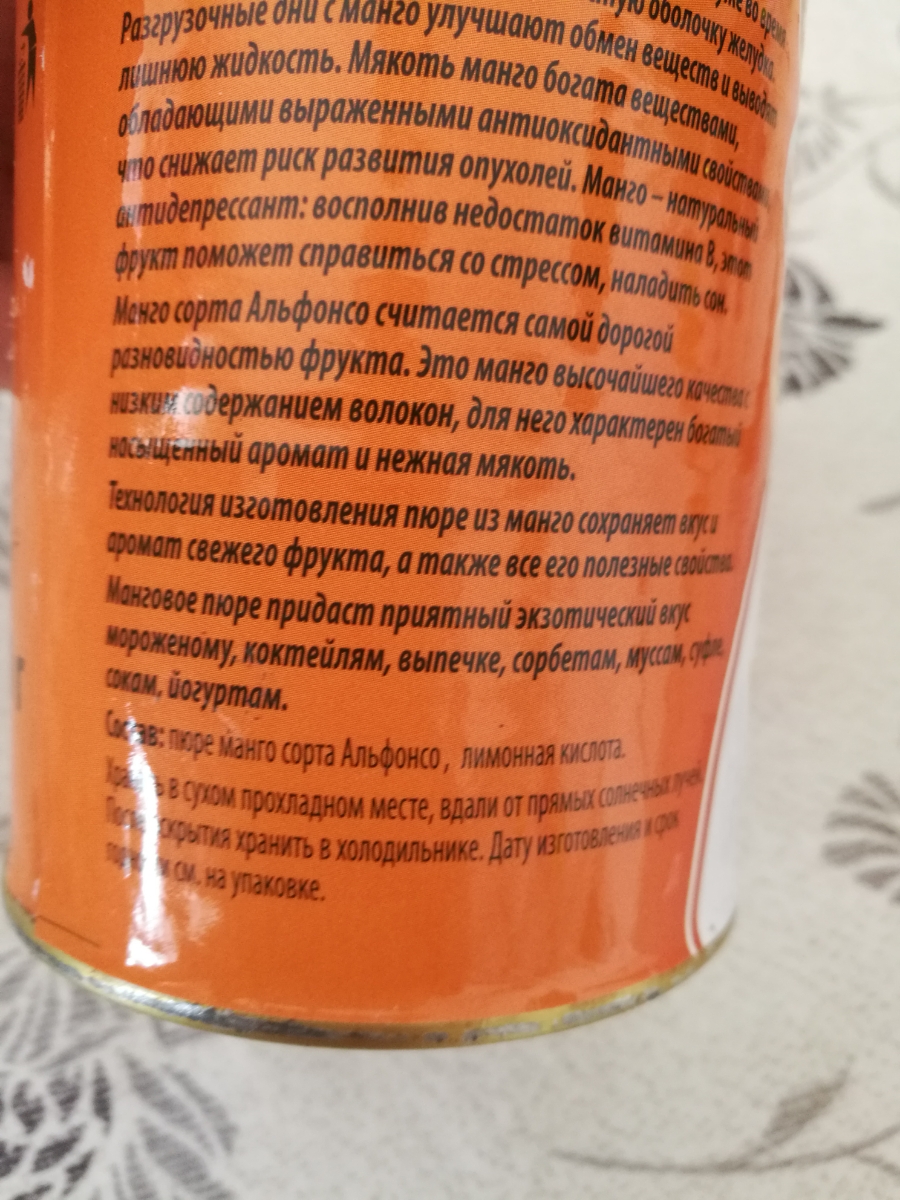 уже во время
оболочку желудка.
Разгрузочные дни с манго улучшают обмен веществ и выводят
лишнюю жидкость. Мякоть манго богата веществами,
обладающими выраженными антиоксидантными свойствами,
что снижает риск развития опухолей. Манго – натуральный
антидепрессант: восполнив недостаток витамина В, этот
фрукт поможет справиться со стрессом, наладить сон.
Манго сорта Альфонсо считается самой дорогой
разновидностью фрукта. Это манго высочайшего качества с
низким содержанием волокон, для него характерен богатый
насыщенный аромат и нежная мякоть.
Технология изготовления пюре из манго сохраняет вкус и
аромат свежего фрукта, а также все его полезные свойства.
Манговое пюре придаст приятный экзотический вкус
мороженому, коктейлям, выпечке, сорбетам, муссам, суфле,
сокам, йогуртам.
Состав: пюре манго сорта Альфонсо, лимонная кислота.
Хранить в сухом прохладном месте, вдали от прямых солнечных лучей.
После вскрытия хранить в холодильнике. Дату изготовления и срок
годности см. на упаковке.